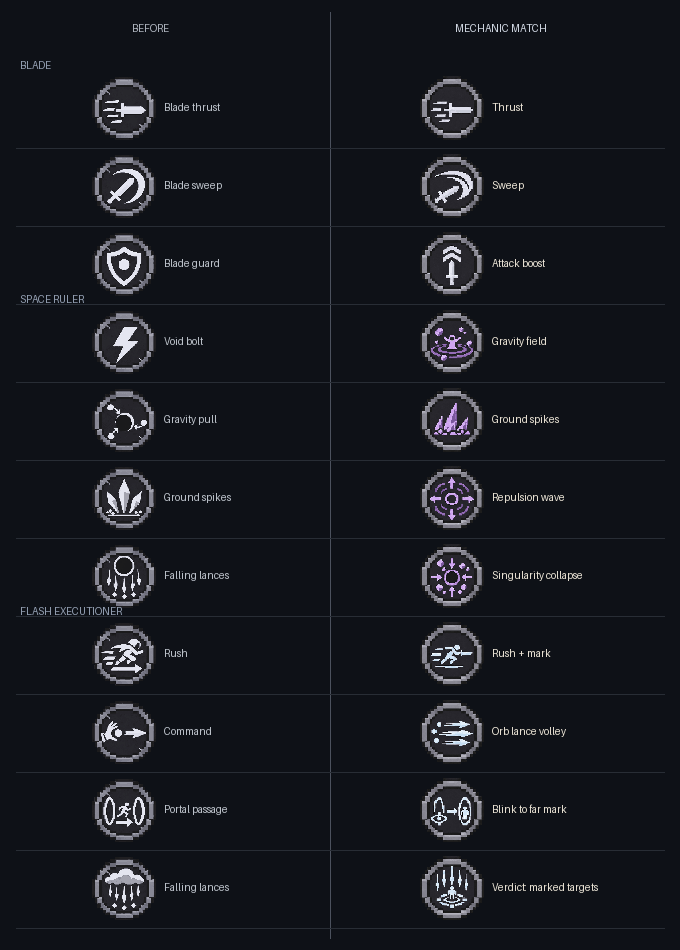 BEFORE MECHANIC MATCH
BLADE
Blade thrust Thrust
Blade sweep Sweep
Blade guard Attack boost
SPACE RULER
Void bolt Gravity field
Gravity pull Ground spikes
Ground spikes Repulsion wave
Falling lances Singularity collapse
FLASH EXECUTIONER
Rush Rush + mark
Command Orb lance volley
Portal passage Blink to far mark
Falling lances Verdict: marked targets